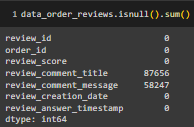 1 data_order_reviews.isnull().sum()
review_id 0
order_id 0
review_score 0
review_comment_title 87656
review_comment_message 58247
review_creation_date 0
review_answer_timestamp 0
dtype: int64